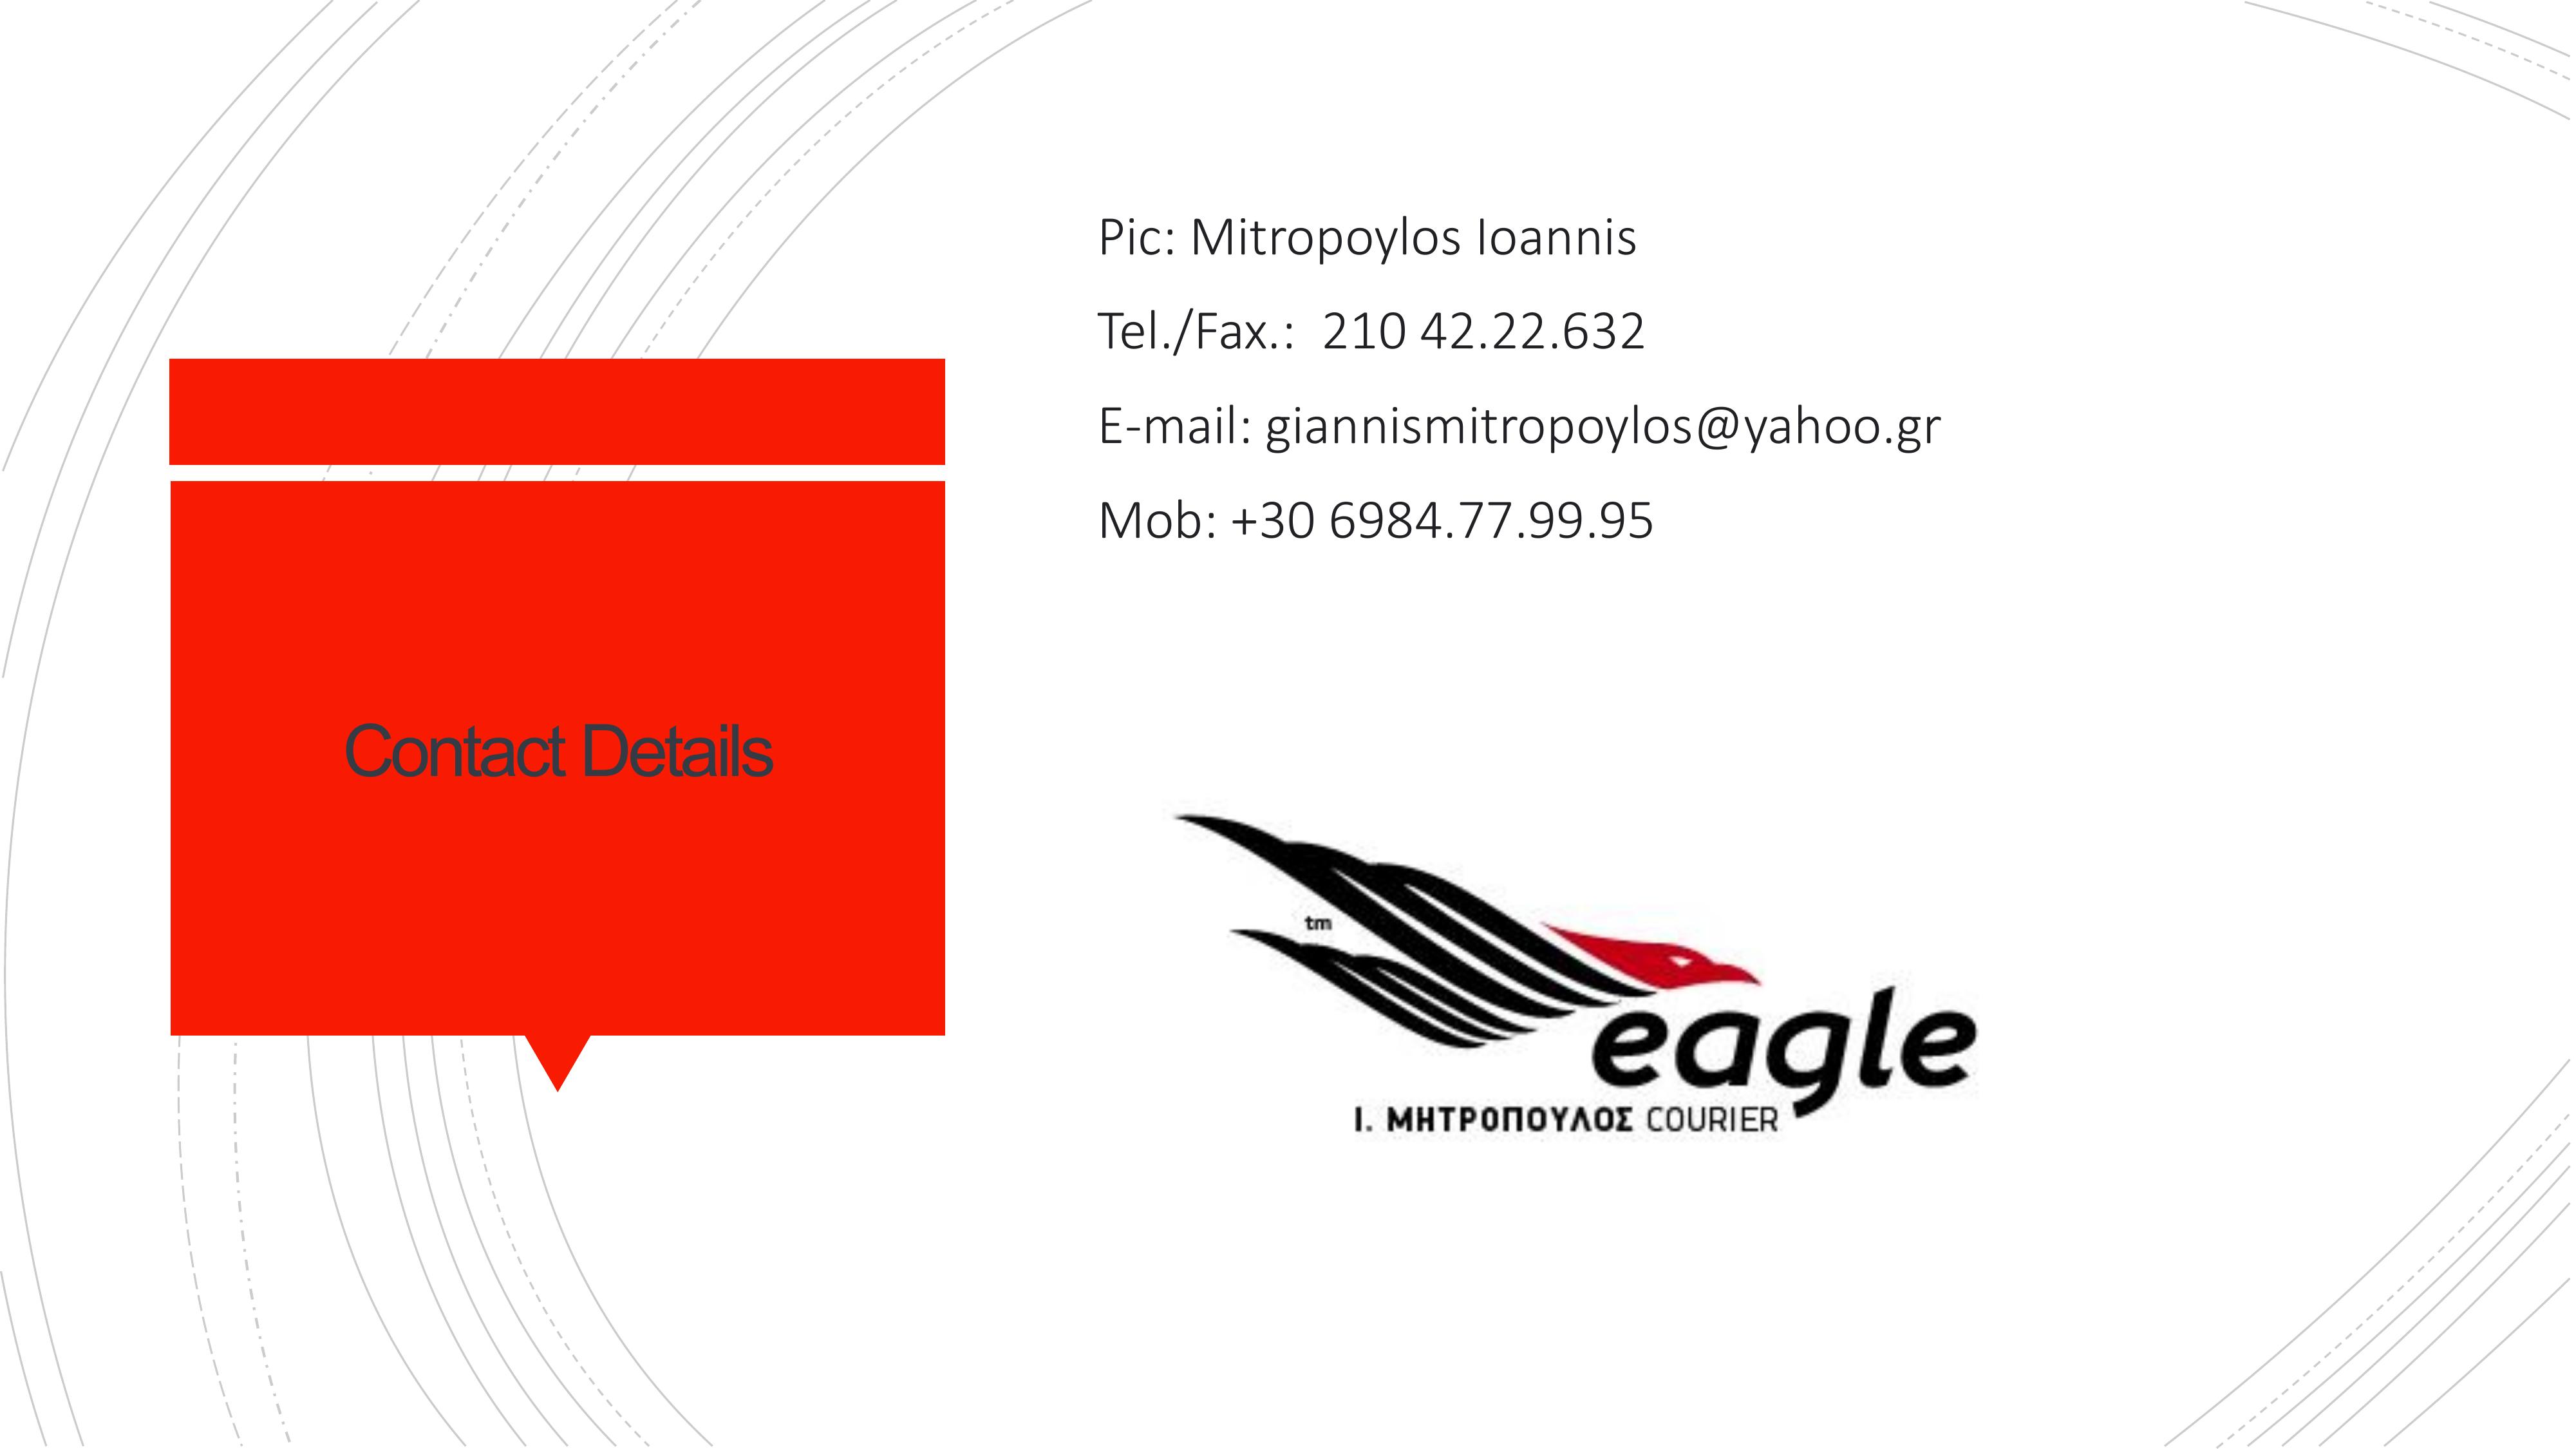 Contact Details
Pic: Mitropoylos Ioannis
Tel./Fax.:  210 42.22.632
E-mail: giannismitropoylos@yahoo.gr
Mob: +30 6984.77.99.95
tm
eagle
Ι. ΜΗΤΡΟΠΟΥΛΟΣ COURIER